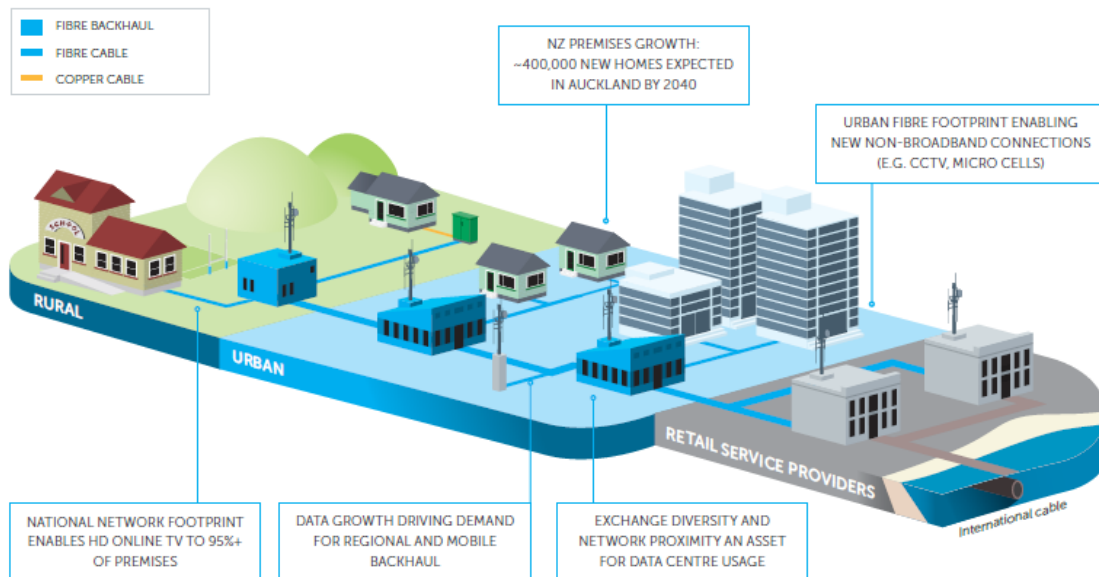 FIBRE BACKHAUL
FIBRE CABLE
COPPER CABLE
NZ PREMISES GROWTH:
~400,000 NEW HOMES EXPECTED
IN AUCKLAND BY 2040
URBAN FIBRE FOOTPRINT ENABLING
NEW NON-BROADBAND CONNECTIONS
(E.G. CCTV, MICRO CELLS)
SCHOOL
RURAL
URBAN
RETAIL SERVICE PROVIDERS
International cable
NATIONAL NETWORK FOOTPRINT
ENABLES HD ONLINE TV TO 95%+
OF PREMISES
DATA GROWTH DRIVING DEMAND
FOR REGIONAL AND MOBILE
BACKHAUL
EXCHANGE DIVERSITY AND
NETWORK PROXIMITY AN ASSET
FOR DATA CENTRE USAGE